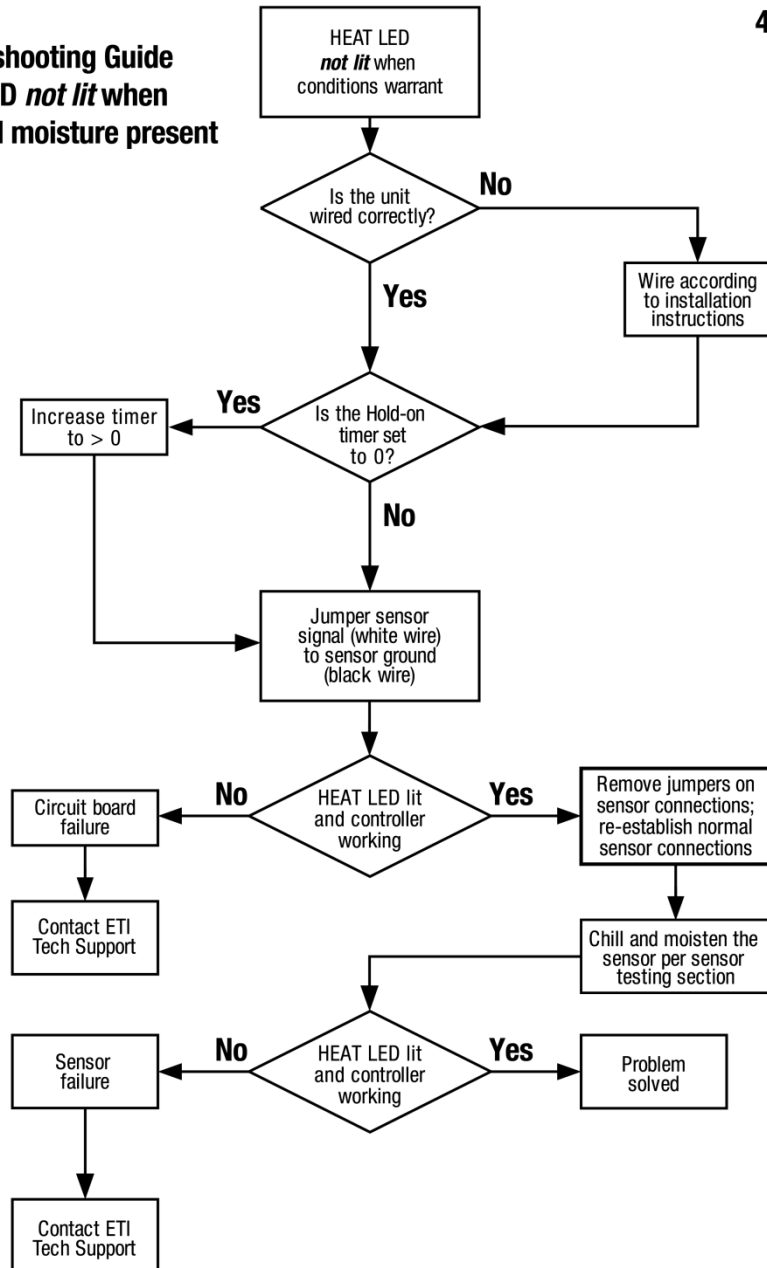 4
shooting Guide
D not lit when
moisture present
HEAT LED
not lit when
conditions warrant
Is the unit
wired correctly?
No
Yes
Wire according
to installation
instructions
Is the Hold-on
timer set
to 0?
Yes
Increase timer
to > 0
No
Jumper sensor
signal (white wire)
to sensor ground
(black wire)
HEAT LED lit
and controller
working
No
Yes
Circuit board
failure
Contact ETI
Tech Support
Remove jumpers on
sensor connections;
re-establish normal
sensor connections
Chill and moisten the
sensor per sensor
testing section
HEAT LED lit
and controller
working
No
Yes
Sensor
failure
Problem
solved
Contact ETI
Tech Support